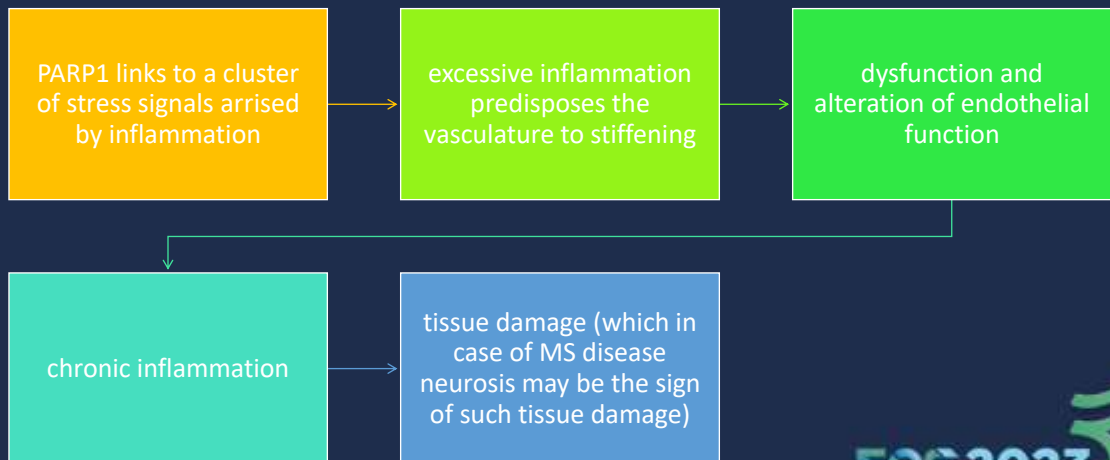 PARP1 links to a cluster
of stress signals arrised
by inflammation
excessive inflammation
predisposes the
vasculature to stiffening
dysfunction and
alteration of endothelial
function
chronic inflammation
tissue damage (which in
case of MS disease
neurosis may be the sign
of such tissue damage)